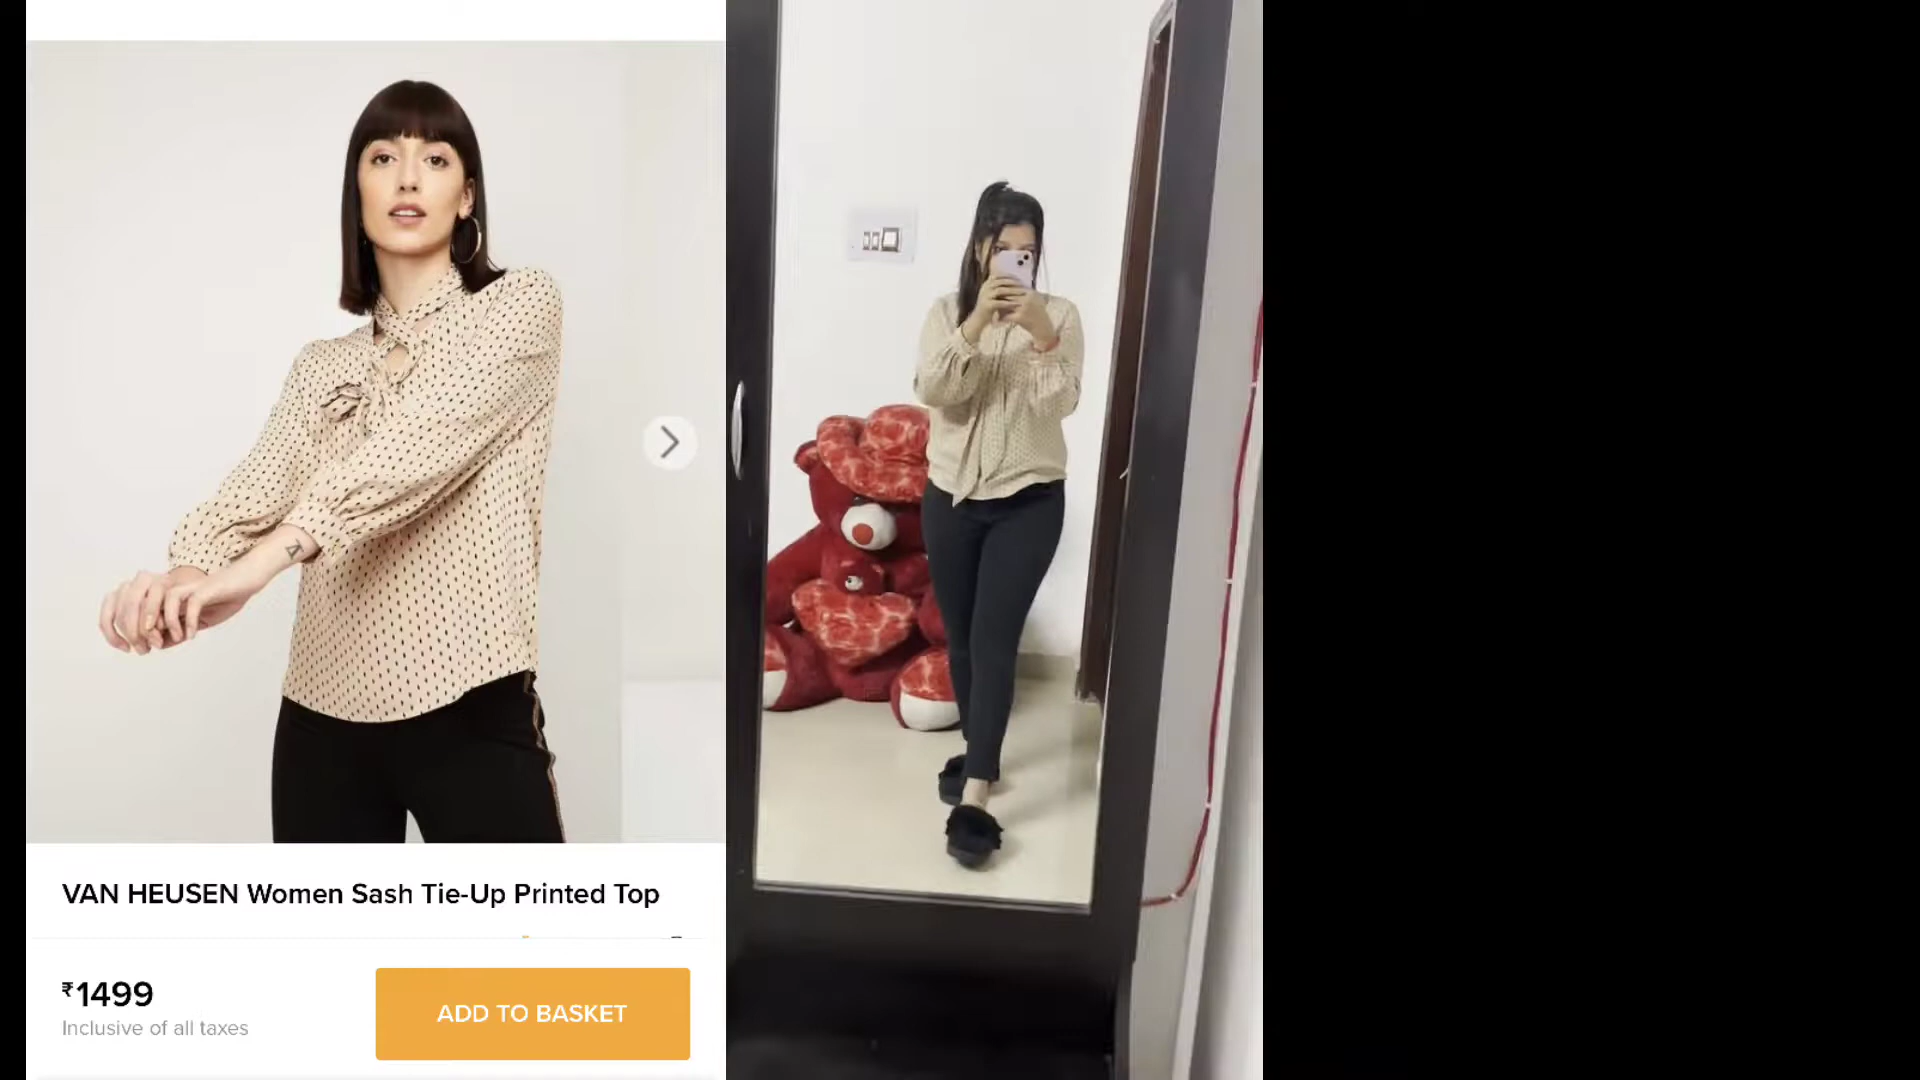 VAN HEUSEN Women Sash Tie-Up Printed Top
₹1499
ADD TO BASKET
Inclusive of all taxes